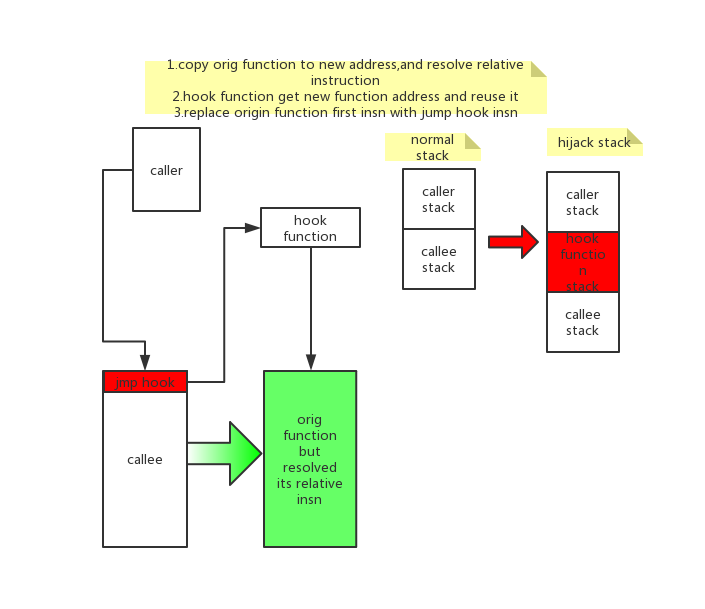 1.copy orig function to new address,and resolve relative
instruction
2.hook function get new function address and reuse it
3.replace origin function first insn with jump hook insn
normal
stack
hijack stack
caller
caller
stack
callee
stack
caller
stack
hook
functio
n
stack
callee
stack
hook
function
jmp hook
callee
orig
function
but
resolved
its relative
insn